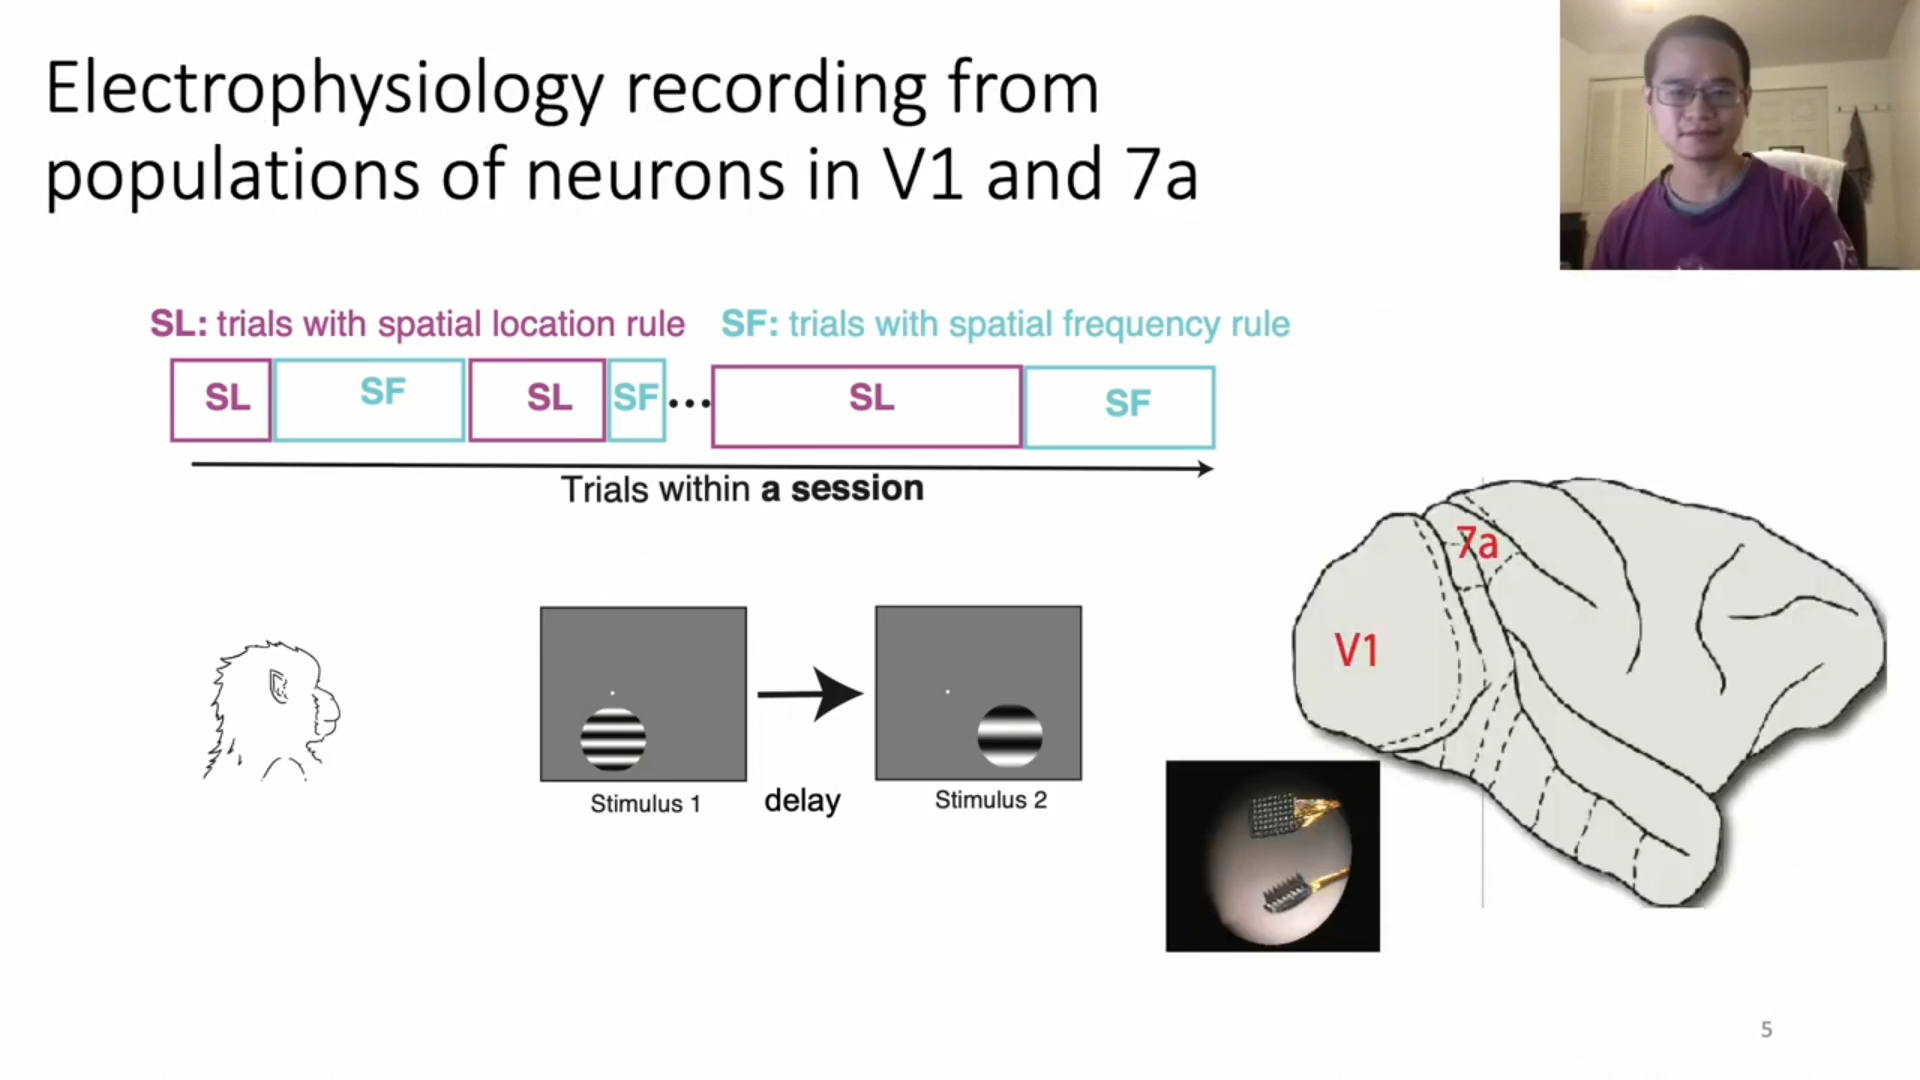 Electrophysiology recording from
populations of neurons in V1 and 7a
SL: trials with spatial location rule SF: trials with spatial frequency rule
SL SF SL SF ... SL SF
Trials within a session
7a
V1
Stimulus 1 delay Stimulus 2
5